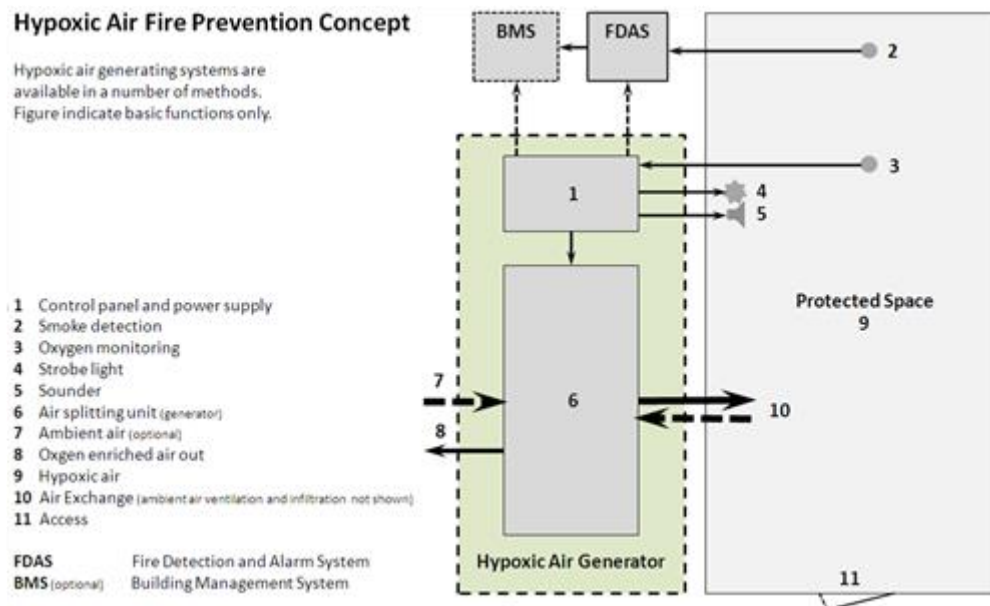 Hypoxic Air Fire Prevention Concept
Hypoxic air generating systems are
available in a number of methods.
Figure indicate basic functions only.
BMS
FDAS
2
3
1
4
5
Protected Space
9
1 Control panel and power supply
2 Smoke detection
3 Oxygen monitoring
4 Strobe light
5 Sounder
6 Air splitting unit (generator)
7 Ambient air (optional)
8 Oxgen enriched air out
9 Hypoxic air
10 Air Exchange (ambient air ventilation and infiltration not shown)
11 Access
7
6
10
8
FDAS Fire Detection and Alarm System
BMS (optional) Building Management System
Hypoxic Air Generator
11